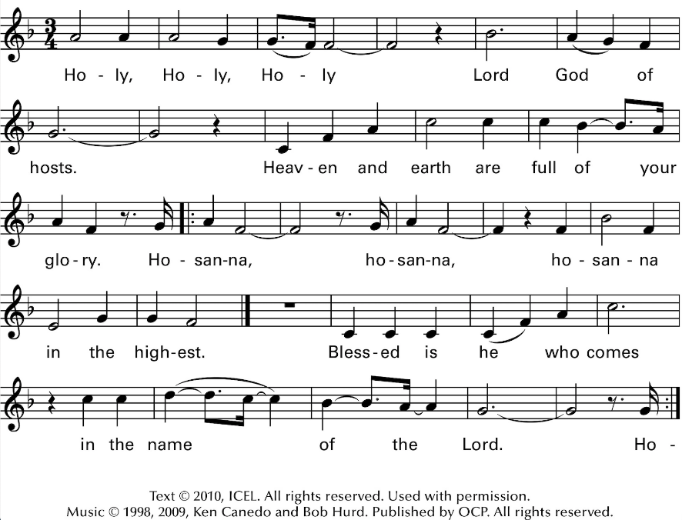 3
4
Ho - ly, Ho - ly, Ho - ly Lord God of
hosts. Heav - en and earth are full of your
glo - ry. Ho - san-na, ho - san-na, ho - san - na
in the high-est. Bless-ed is he who comes
in the name of the Lord. Ho -
Text © 2010, ICEL. All rights reserved. Used with permission.
Music © 1998, 2009, Ken Canedo and Bob Hurd. Published by OCP. All rights reserved.